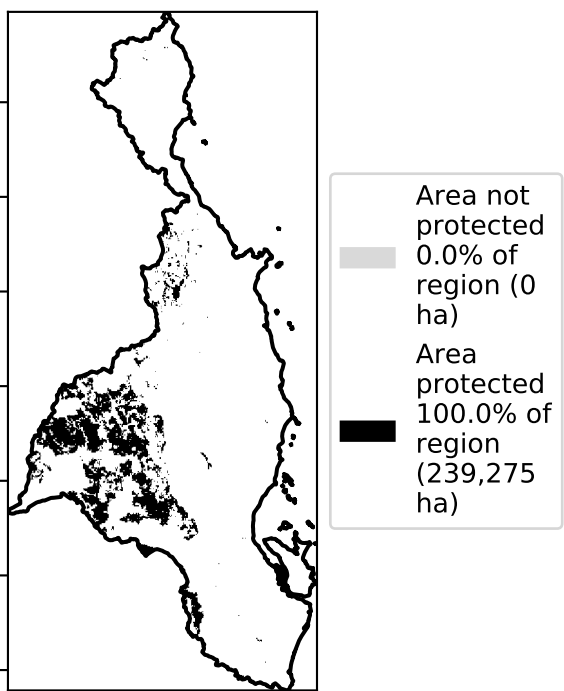 Area not
protected
0.0% of
region (0
ha)
Area
protected
100.0% of
region
(239,275
ha)